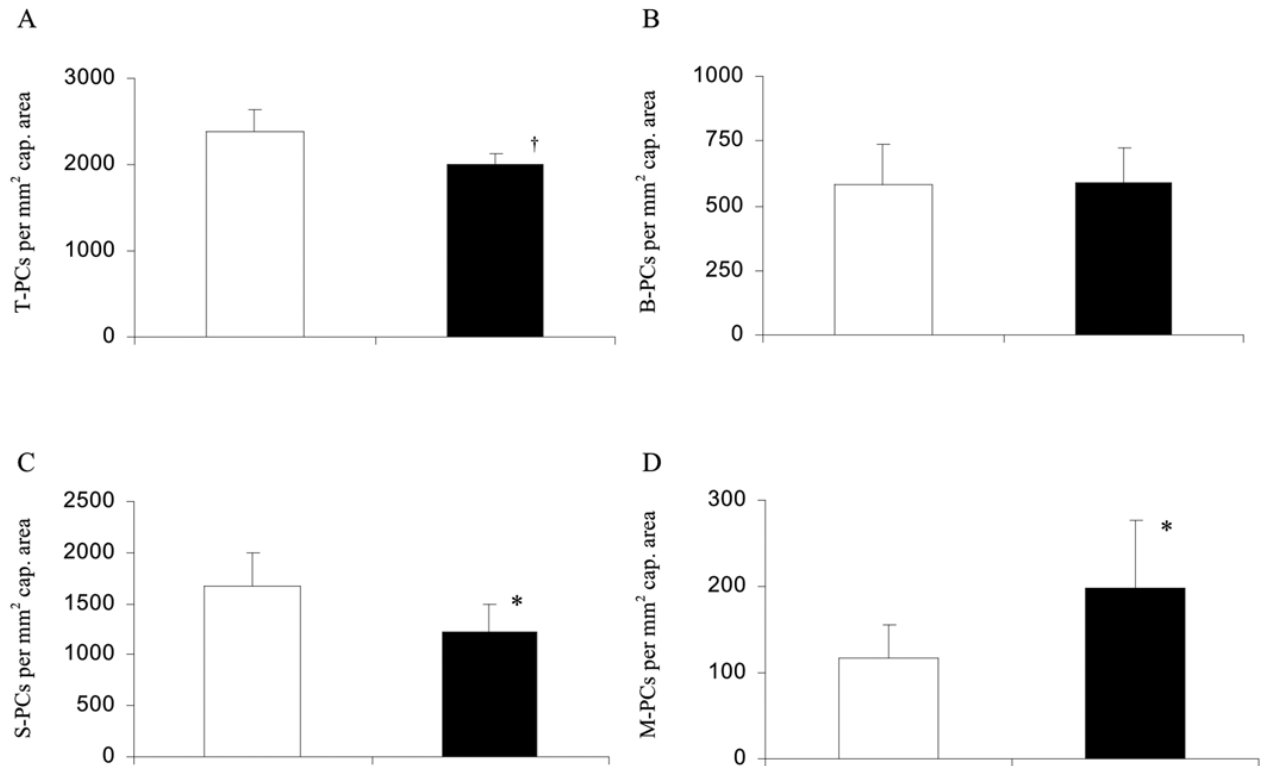 A
T-PCs per mm² cap. area
3000
2000
1000
0
†
B
B-PCs per mm² cap. area
1000
750
500
250
0
C
S-PCs per mm² cap. area
2500
2000
1500
1000
500
0
*
D
M-PCs per mm² cap. area
300
200
100
0
*